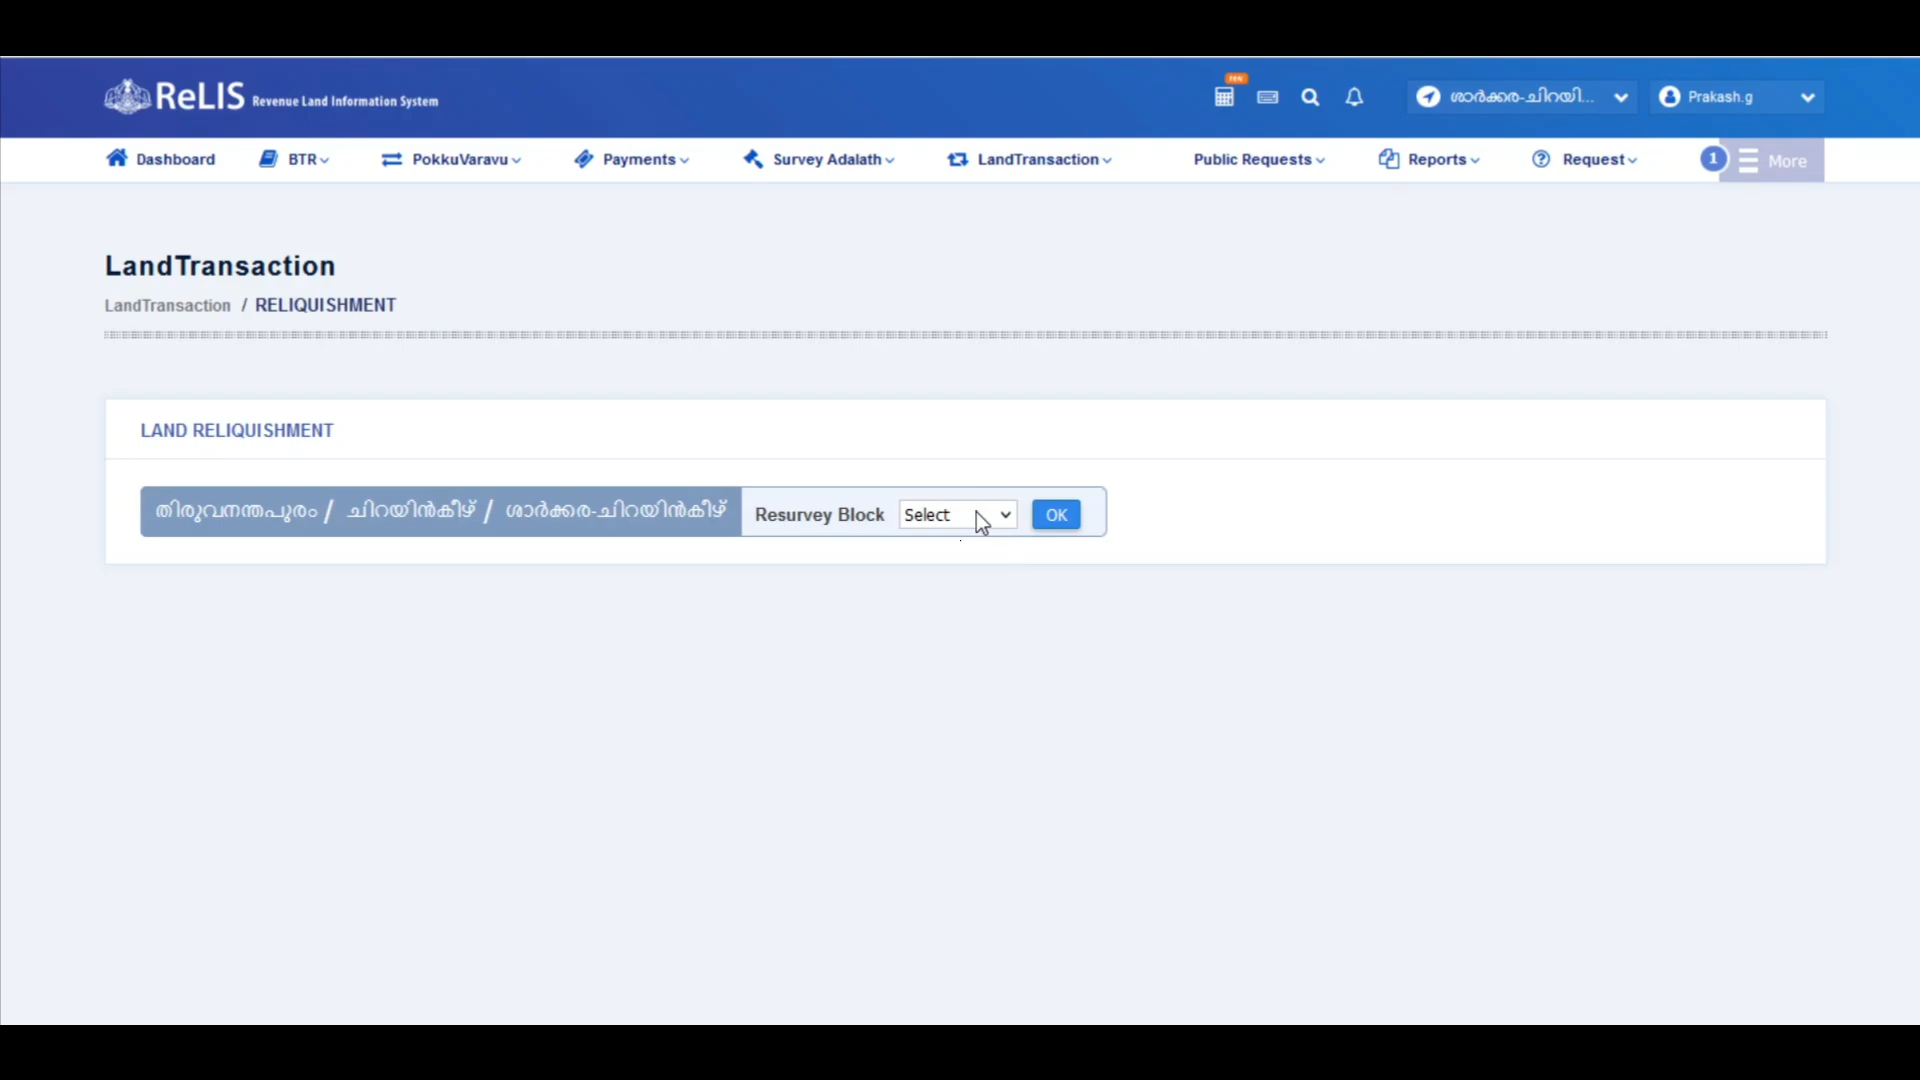 ReLIS Revenue Land Information System
ശാർക്കര-ചിറയി...
Prakash.g
Dashboard
BTR
PokkuVaravu
Payments
Survey Adalath
LandTransaction
Public Requests
Reports
Request
1
More
LandTransaction
LandTransaction / RELIQUISHMENT
LAND RELIQUISHMENT
തിരുവനന്തപുരം / ചിറയിൻകീഴ് / ശാർക്കര-ചിറയിൻകീഴ് Resurvey Block Select OK